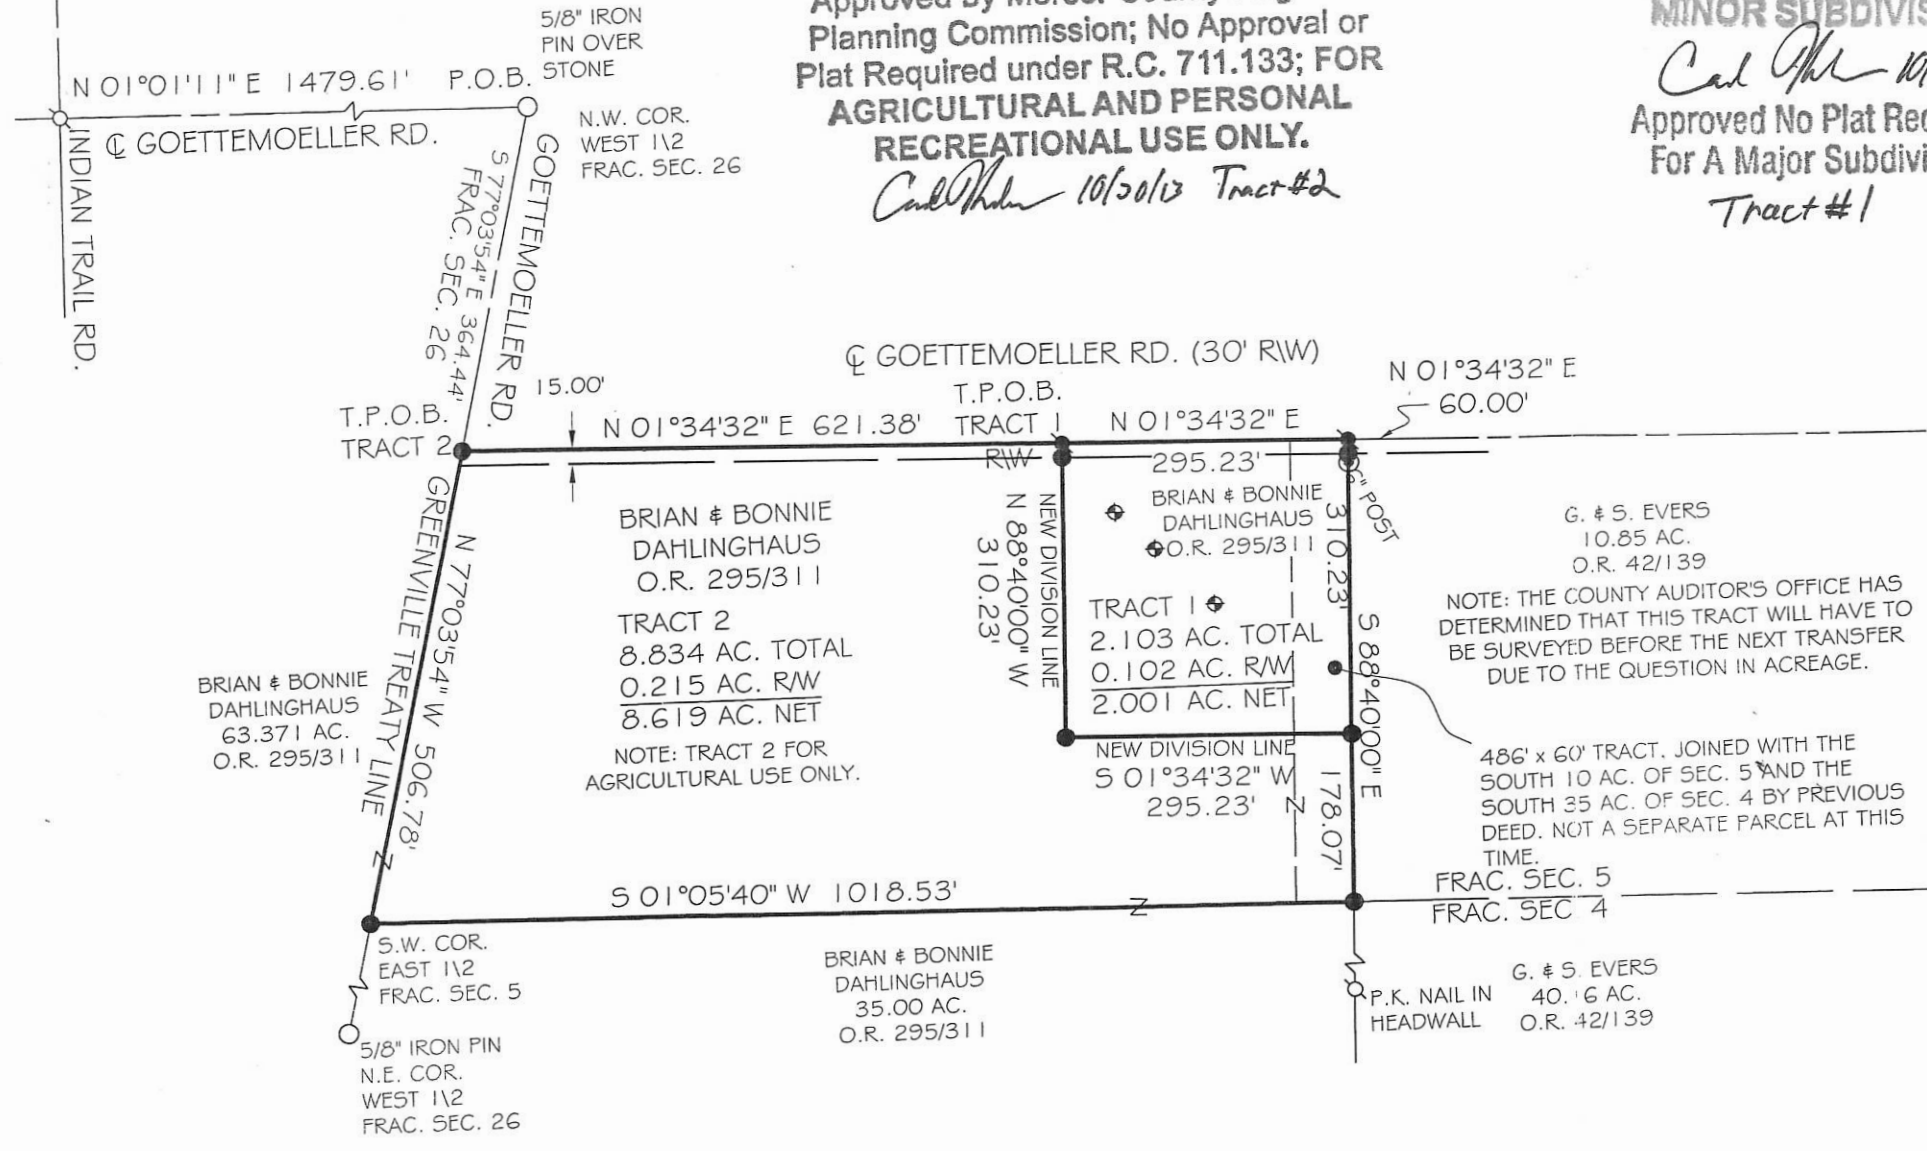 5/8" IRON
PIN OVER
STONE
N 01°01'11" E 1479.61'
P.O.B.
℄ GOETTEMOELLER RD.
INDIAN TRAIL RD.
N.W. COR.
WEST 1\2
FRAC. SEC. 26
S 77°03'54" E 364.44'
FRAC. SEC. 26
GOETTEMOELLER RD.
Approved by
Planning Commission; No Approval or
Plat Required under R.C. 711.133; FOR
AGRICULTURAL AND PERSONAL
RECREATIONAL USE ONLY.
Tract #2
MINOR
Approved No Plat
For A Major
Tract #1
℄ GOETTEMOELLER RD. (30' R\W)
T.P.O.B.
TRACT 1
N 01°34'32" E
60.00'
15.00'
T.P.O.B.
TRACT 2
N 01°34'32" E 621.38'
N 01°34'32" E
295.23'
R\W
6" POST
GREENVILLE TREATY LINE
N 77°03'54" W 506.78'
BRIAN & BONNIE
DAHLINGHAUS
O.R. 295/311
TRACT 2
8.834 AC. TOTAL
0.215 AC. R/W
8.619 AC. NET
NOTE: TRACT 2 FOR
AGRICULTURAL USE ONLY.
NEW DIVISION LINE
N 88°40'00" W
310.23'
BRIAN & BONNIE
DAHLINGHAUS
O.R. 295/311
TRACT 1
2.103 AC. TOTAL
0.102 AC. R/W
2.001 AC. NET
NEW DIVISION LINE
S 01°34'32" W
295.23'
310.23'
S 88°40'00" E
178.07'
G. & S. EVERS
10.85 AC.
O.R. 42/139
NOTE: THE COUNTY AUDITOR'S OFFICE HAS
DETERMINED THAT THIS TRACT WILL HAVE TO
BE SURVEYED BEFORE THE NEXT TRANSFER
DUE TO THE QUESTION IN ACREAGE.
486' x 60' TRACT. JOINED WITH THE
SOUTH 10 AC. OF SEC. 5 AND THE
SOUTH 35 AC. OF SEC. 4 BY PREVIOUS
DEED. NOT A SEPARATE PARCEL AT THIS
TIME.
FRAC. SEC. 5
FRAC. SEC 4
BRIAN & BONNIE
DAHLINGHAUS
63.371 AC.
O.R. 295/311
S 01°05'40" W 1018.53'
S.W. COR.
EAST 1\2
FRAC. SEC. 5
5/8" IRON PIN
N.E. COR.
WEST 1\2
FRAC. SEC. 26
BRIAN & BONNIE
DAHLINGHAUS
35.00 AC.
O.R. 295/311
P.K. NAIL IN
HEADWALL
G. & S. EVERS
AC.
O.R. 42/139